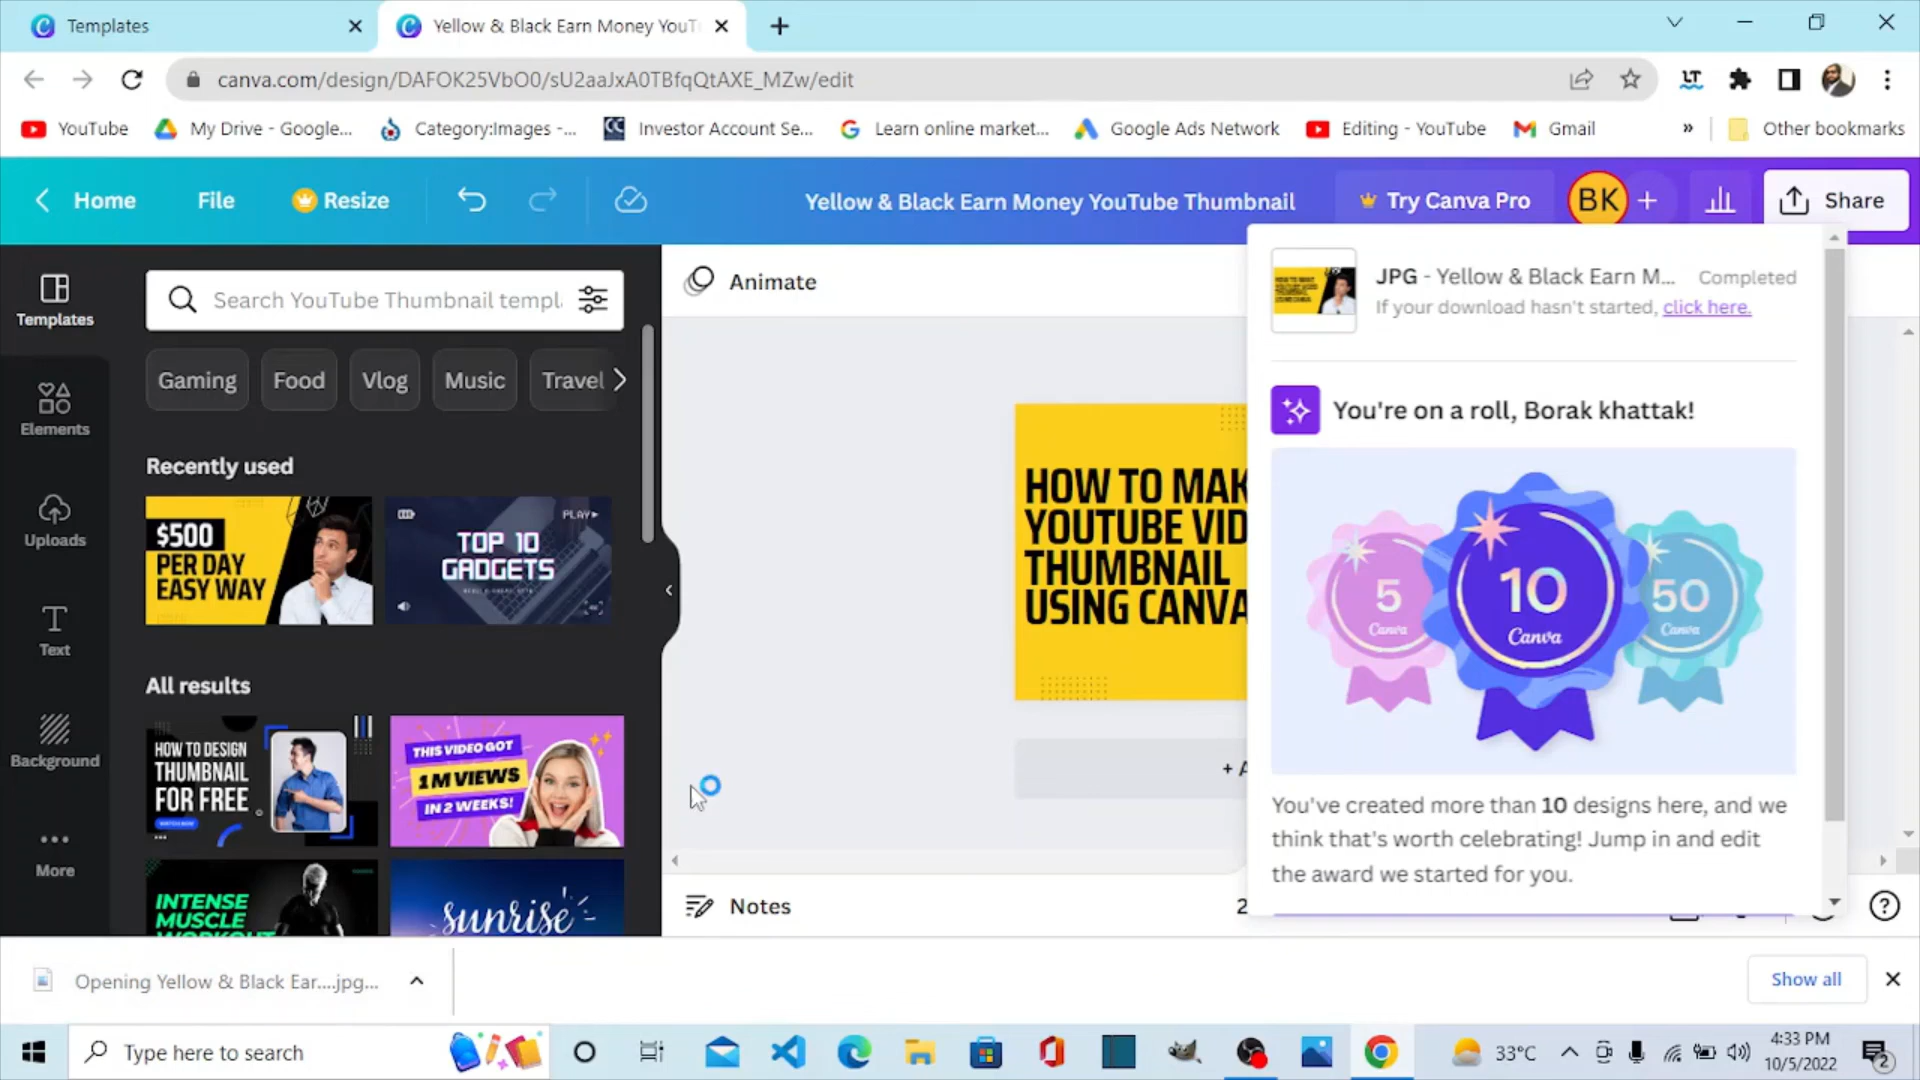 Templates
Yellow & Black Earn Money YouT
canva.com/design/DAFOK25VbO0/sU2aaJxA0TBfqQtAXE_MZw/edit
YouTube
My Drive - Google...
Category:Images -...
Investor Account Se...
Learn online market...
Google Ads Network
Editing - YouTube
Gmail
»
Other bookmarks
Home
File
Resize
Yellow & Black Earn Money YouTube Thumbnail
Try Canva Pro
BK
Share
Templates
Elements
Uploads
Text
Background
More
Search YouTube Thumbnail templ
Gaming
Food
Vlog
Music
Travel
Recently used
$500
PER DAY
EASY WAY
PLAY
TOP 10
GADGETS
All results
HOW TO DESIGN
THUMBNAIL
FOR FREE
THIS VIDEO GOT
1M VIEWS
IN 2 WEEKS!
INTENSE
MUSCLE
WORKOUT
sunrise
Animate
HOW TO MAK
YOUTUBE VID
THUMBNAIL
USING CANVA
+ A
Notes
2
JPG - Yellow & Black Earn M...
Completed
If your download hasn't started, click here.
You're on a roll, Borak khattak!
5
Canva
10
Canva
50
Canva
You've created more than 10 designs here, and we
think that's worth celebrating! Jump in and edit
the award we started for you.
Opening Yellow & Black Ear....jpg...
Show all
Type here to search
33°C
4:33 PM
10/5/2022
2